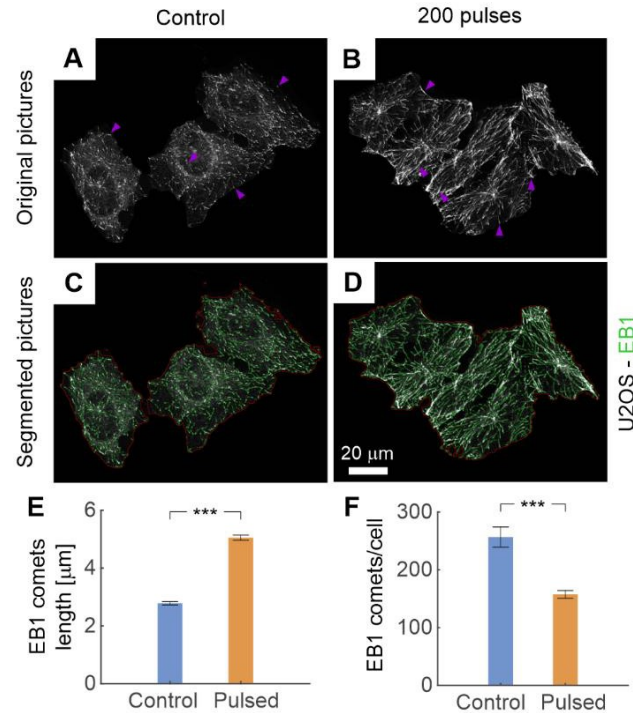 Control
200 pulses
A
B
Original pictures
C
D
Segmented pictures
20 μm
U2OS - EB1
E
F
EB1 comets
length [μm]
6
4
2
0
***
Control
Pulsed
EB1 comets/cell
300
200
100
0
***
Control
Pulsed